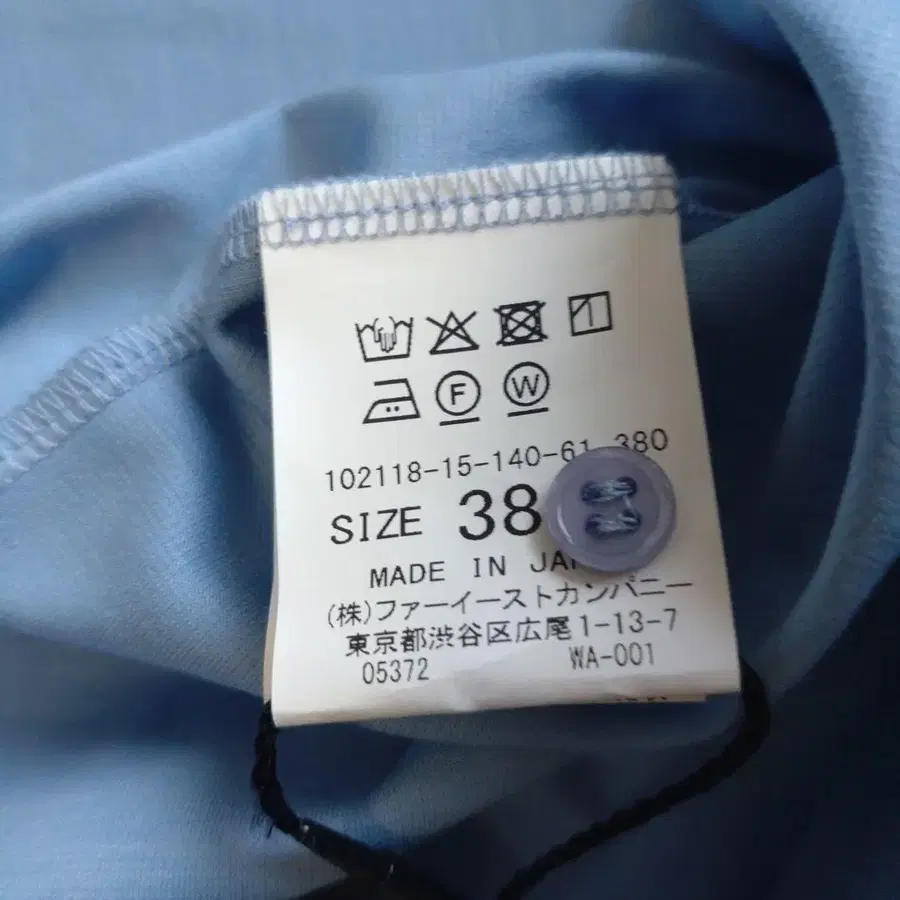 F W
102118-15-140-61-380
SIZE 38
MADE IN
(株)ファーイーストカンパニー
東京都渋谷区広尾1-13-7
05372 WA-001